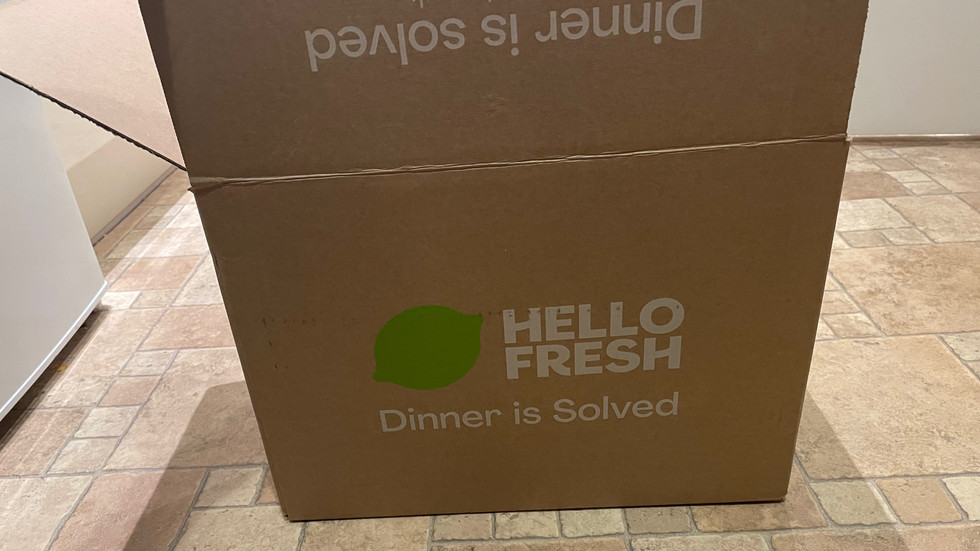 Dinner is solved
HELLO
FRESH
Dinner is Solved